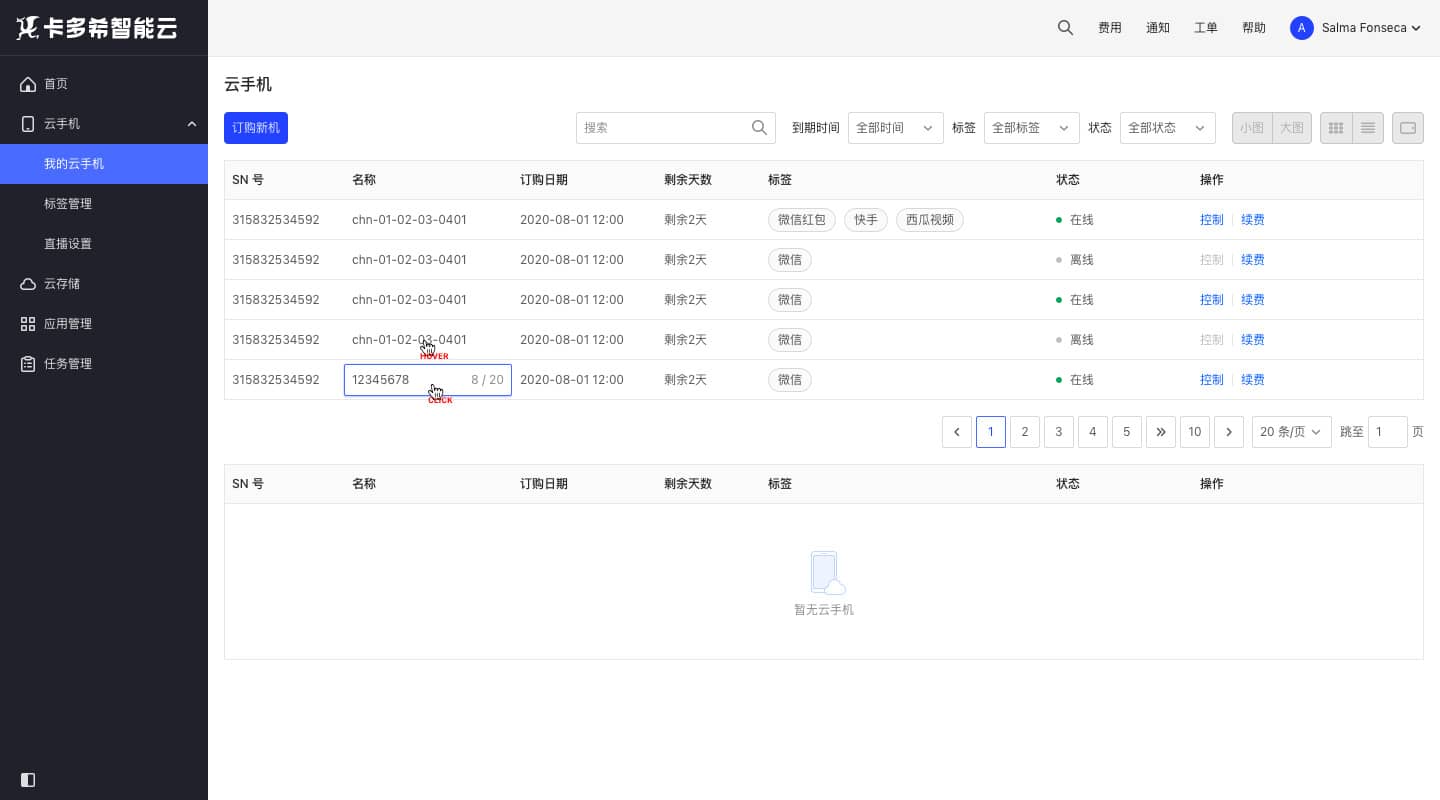 卡多希智能云
费用 通知 工单 帮助 A Salma Fonseca
首页
云手机
我的云手机
标签管理
直播设置
云存储
应用管理
任务管理
云手机
订购新机 搜索 到期时间 全部时间 标签 全部标签 状态 全部状态 小图 大图
SN 号 名称 订购日期 剩余天数 标签 状态 操作
315832534592 chn-01-02-03-0401 2020-08-01 12:00 剩余2天 微信红包 快手 西瓜视频 在线 控制 续费
315832534592 chn-01-02-03-0401 2020-08-01 12:00 剩余2天 微信 离线 控制 续费
315832534592 chn-01-02-03-0401 2020-08-01 12:00 剩余2天 微信 在线 控制 续费
315832534592 chn-01-02-03-0401 2020-08-01 12:00 剩余2天 微信 离线 控制 续费
HOVER
315832534592 12345678 8 / 20 2020-08-01 12:00 剩余2天 微信 在线 控制 续费
CLICK
1 2 3 4 5 10 20 条/页 跳至 1 页
SN 号 名称 订购日期 剩余天数 标签 状态 操作
暂无云手机